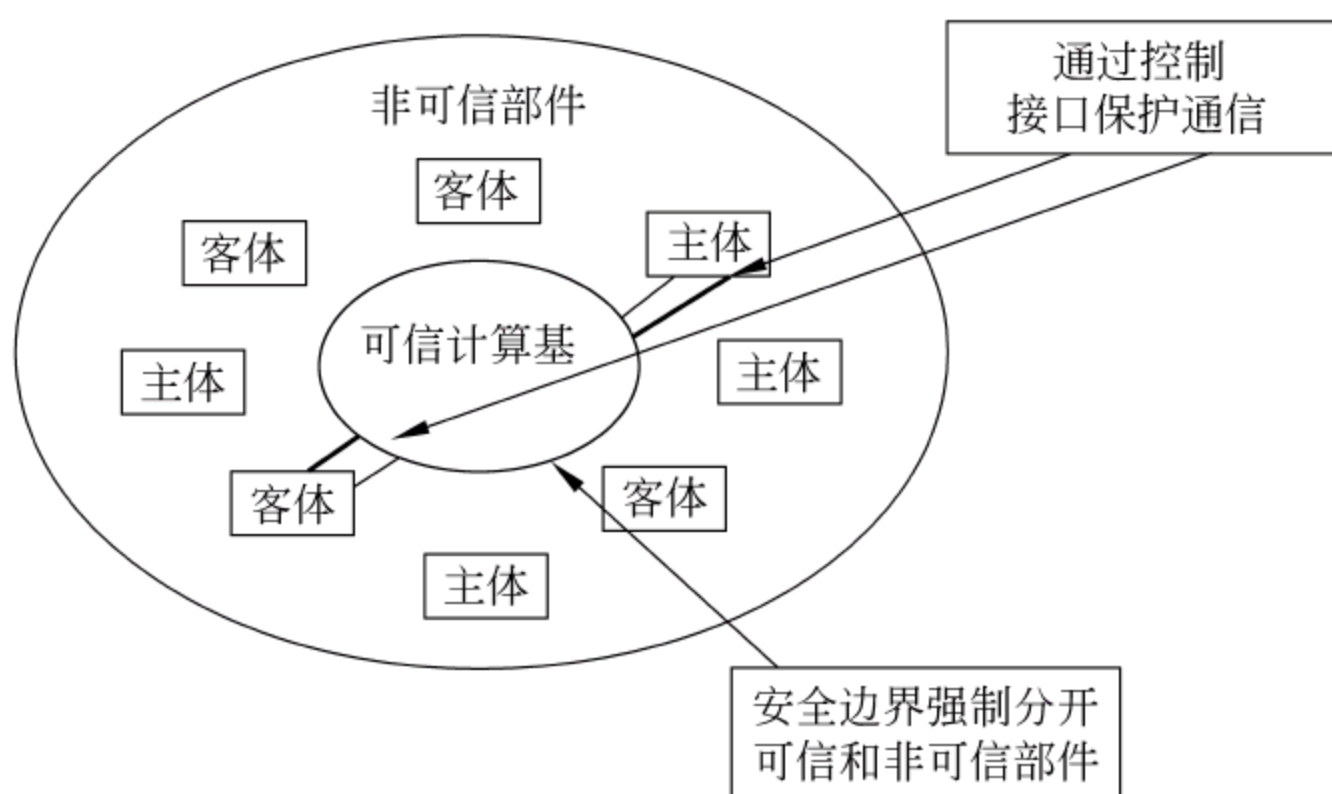 通过控制
接口保护通信
非可信部件
客体
客体
主体
可信计算基
主体
主体
客体
客体
主体
安全边界强制分开
可信和非可信部件